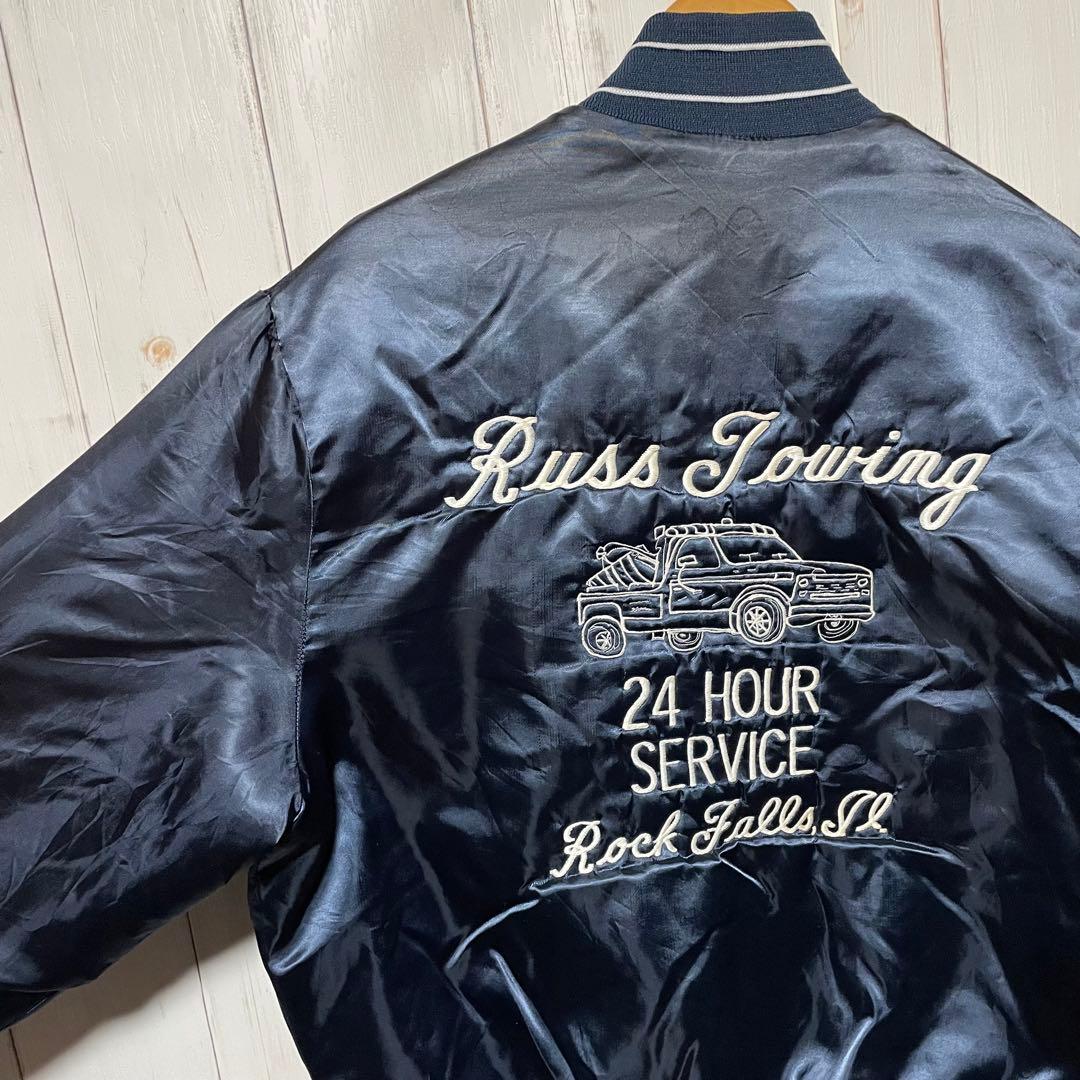 Russ Towing
24 HOUR
SERVICE
Rock Falls, Il.